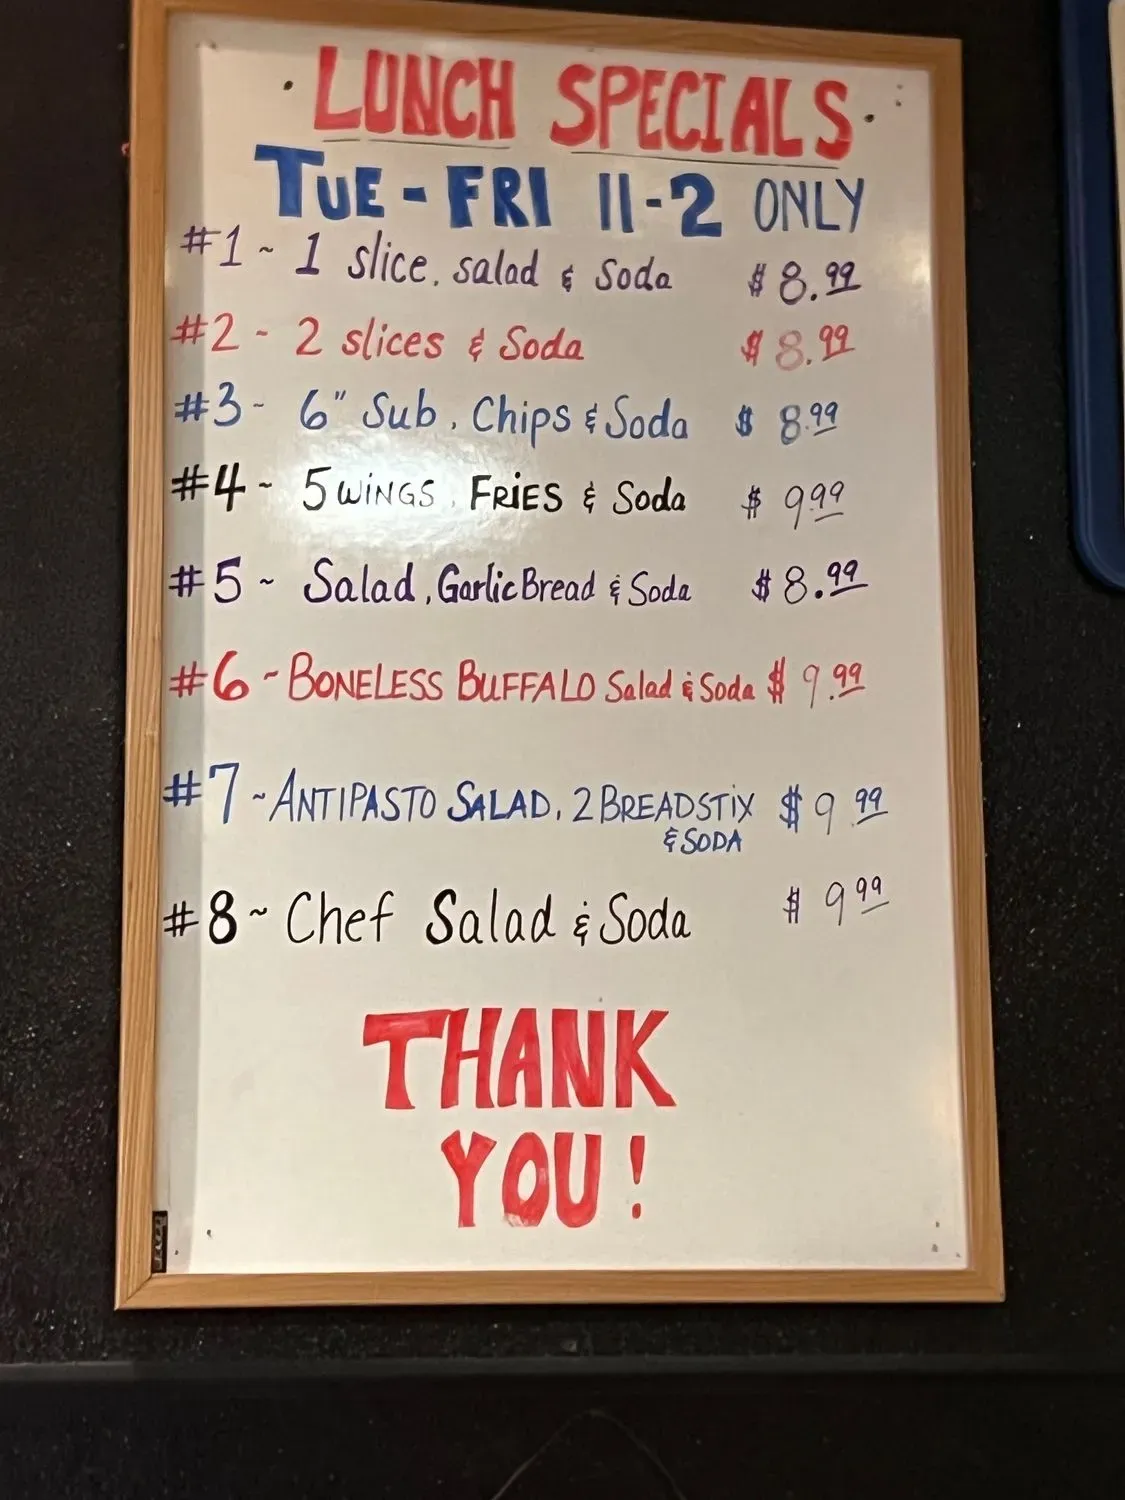 LUNCH SPECIALS
TUE - FRI 11-2 ONLY
#1 ~ 1 slice, salad & Soda $8.99
#2 - 2 slices & Soda $8.99
#3 - 6" Sub, Chips & Soda $8.99
#4 ~ 5 WINGS, FRIES & Soda $9.99
#5 ~ Salad, Garlic Bread & Soda $8.99
#6 ~ BONELESS BUFFALO Salad & Soda $9.99
#7 ~ ANTIPASTO SALAD, 2 BREADSTIX $9.99
& SODA
#8 ~ Chef Salad & Soda $9.99
THANK
YOU!